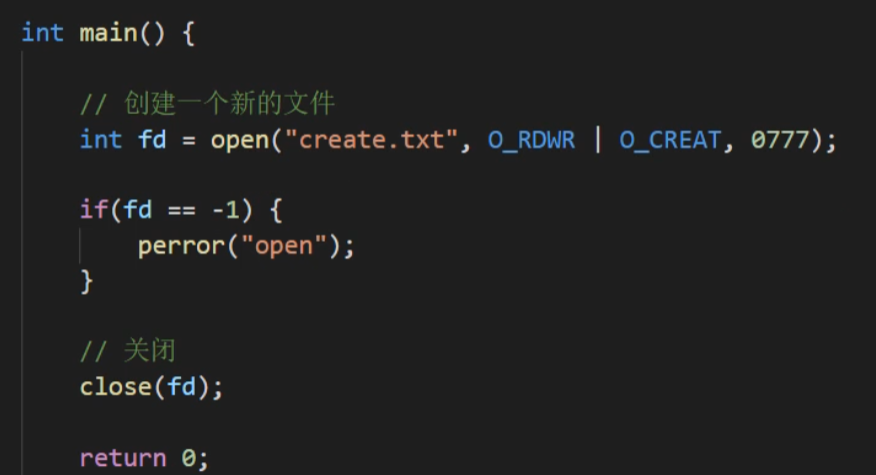 int main() {
// 创建一个新的文件
int fd = open("create.txt", O_RDWR | O_CREAT, 0777);
if(fd == -1) {
perror("open");
}
// 关闭
close(fd);
return 0;